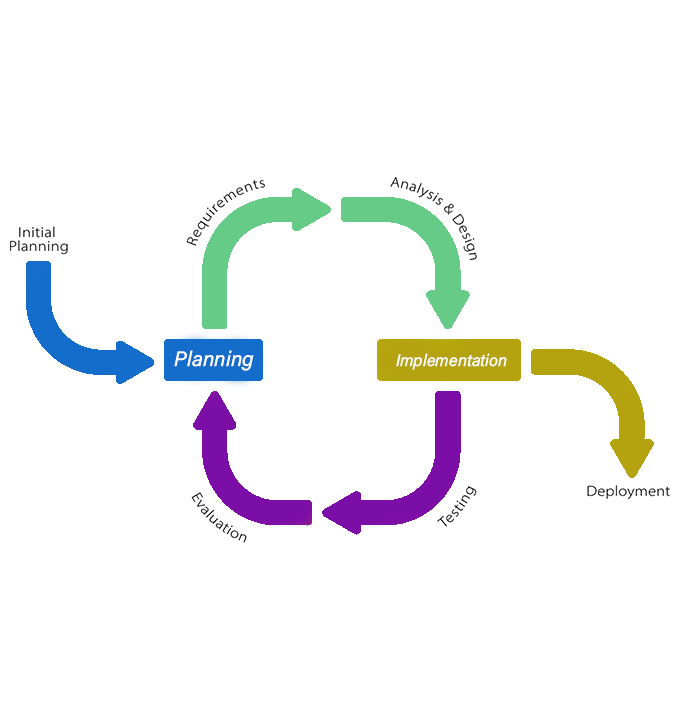 Requirements
Analysis & Design
Initial
Planning
Planning
Implementation
Evaluation
Testing
Deployment